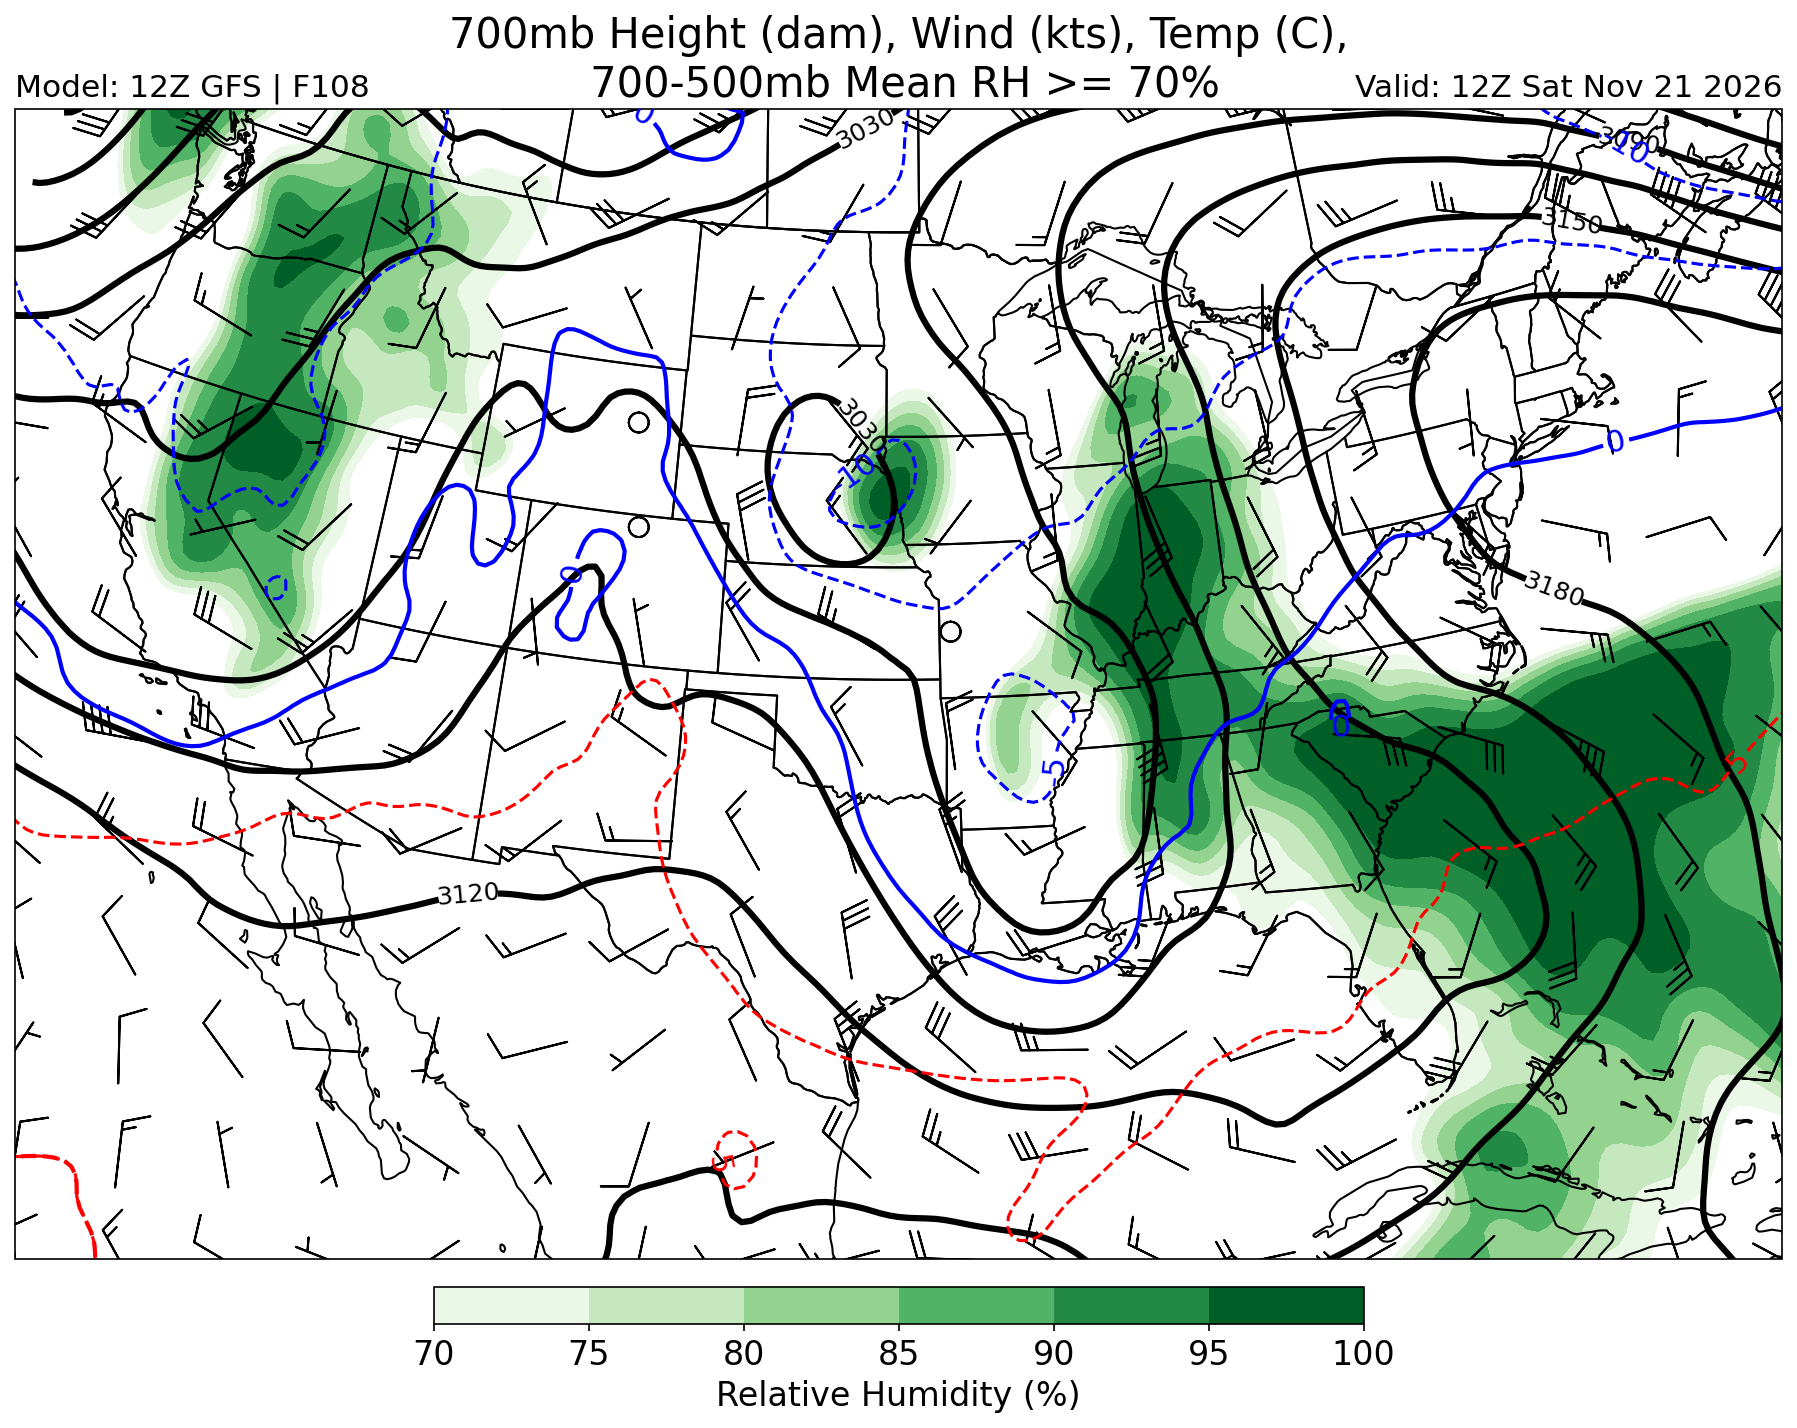 700mb Height (dam), Wind (kts), Temp (C),
700-500mb Mean RH >= 70%
Model: 12Z GFS | F108
Valid: 12Z Sat Nov 21 2026
0
3030
3090
-10
3150
3030
-10
0
0
3180
0
0
-5
5
3120
5
70 75 80 85 90 95 100
Relative Humidity (%)